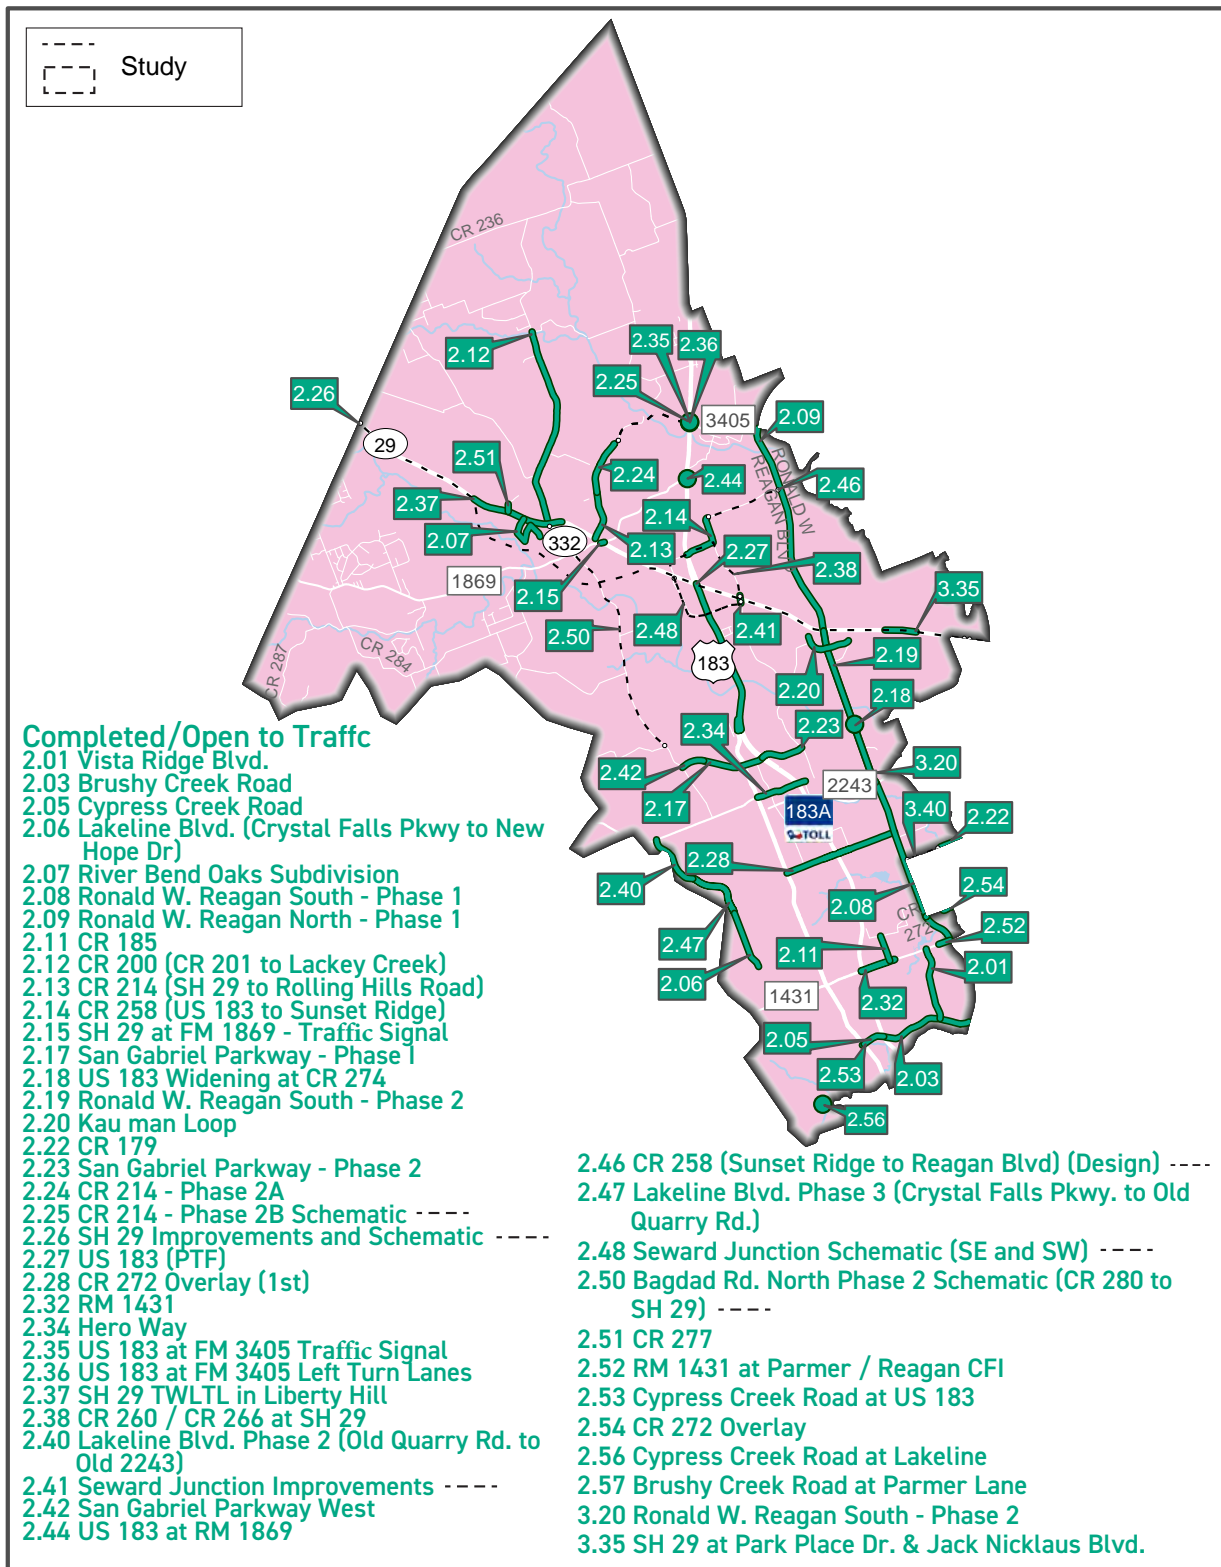 Study
CR 236
2.35
2.36
2.12
2.25
2.26
3405
2.09
29
2.51
2.24
2.44
2.46
RONALD W
REAGAN BLV
2.37
2.14
2.07
332
2.13
2.27
2.38
1869
2.15
3.35
2.50
2.48
2.41
CR 287
CR 284
183
2.19
2.20
2.18
2.34
2.23
3.20
2.42
2243
2.17
183A
TOLL
3.40
2.22
2.28
2.40
2.08
2.54
CR
272
2.52
2.47
2.11
2.01
2.06
1431
2.32
2.05
2.53
2.03
2.56
Completed/Open to Traffc
2.01 Vista Ridge Blvd.
2.03 Brushy Creek Road
2.05 Cypress Creek Road
2.06 Lakeline Blvd. (Crystal Falls Pkwy to New
Hope Dr)
2.07 River Bend Oaks Subdivision
2.08 Ronald W. Reagan South - Phase 1
2.09 Ronald W. Reagan North - Phase 1
2.11 CR 185
2.12 CR 200 (CR 201 to Lackey Creek)
2.13 CR 214 (SH 29 to Rolling Hills Road)
2.14 CR 258 (US 183 to Sunset Ridge)
2.15 SH 29 at FM 1869 - Traffic Signal
2.17 San Gabriel Parkway - Phase I
2.18 US 183 Widening at CR 274
2.19 Ronald W. Reagan South - Phase 2
2.20 Kau man Loop
2.22 CR 179
2.23 San Gabriel Parkway - Phase 2
2.24 CR 214 - Phase 2A
2.25 CR 214 - Phase 2B Schematic ----
2.26 SH 29 Improvements and Schematic ----
2.27 US 183 (PTF)
2.28 CR 272 Overlay (1st)
2.32 RM 1431
2.34 Hero Way
2.35 US 183 at FM 3405 Traffic Signal
2.36 US 183 at FM 3405 Left Turn Lanes
2.37 SH 29 TWLTL in Liberty Hill
2.38 CR 260 / CR 266 at SH 29
2.40 Lakeline Blvd. Phase 2 (Old Quarry Rd. to
Old 2243)
2.41 Seward Junction Improvements ----
2.42 San Gabriel Parkway West
2.44 US 183 at RM 1869
2.46 CR 258 (Sunset Ridge to Reagan Blvd) (Design) ----
2.47 Lakeline Blvd. Phase 3 (Crystal Falls Pkwy. to Old
Quarry Rd.)
2.48 Seward Junction Schematic (SE and SW) ----
2.50 Bagdad Rd. North Phase 2 Schematic (CR 280 to
SH 29) ----
2.51 CR 277
2.52 RM 1431 at Parmer / Reagan CFI
2.53 Cypress Creek Road at US 183
2.54 CR 272 Overlay
2.56 Cypress Creek Road at Lakeline
2.57 Brushy Creek Road at Parmer Lane
3.20 Ronald W. Reagan South - Phase 2
3.35 SH 29 at Park Place Dr. & Jack Nicklaus Blvd.